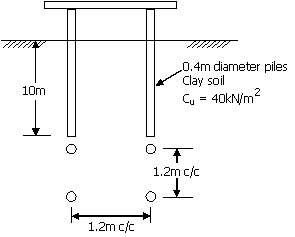 0.4m diameter piles
Clay soil
Cu = 40kN/m²
10m
1.2m c/c
1.2m c/c